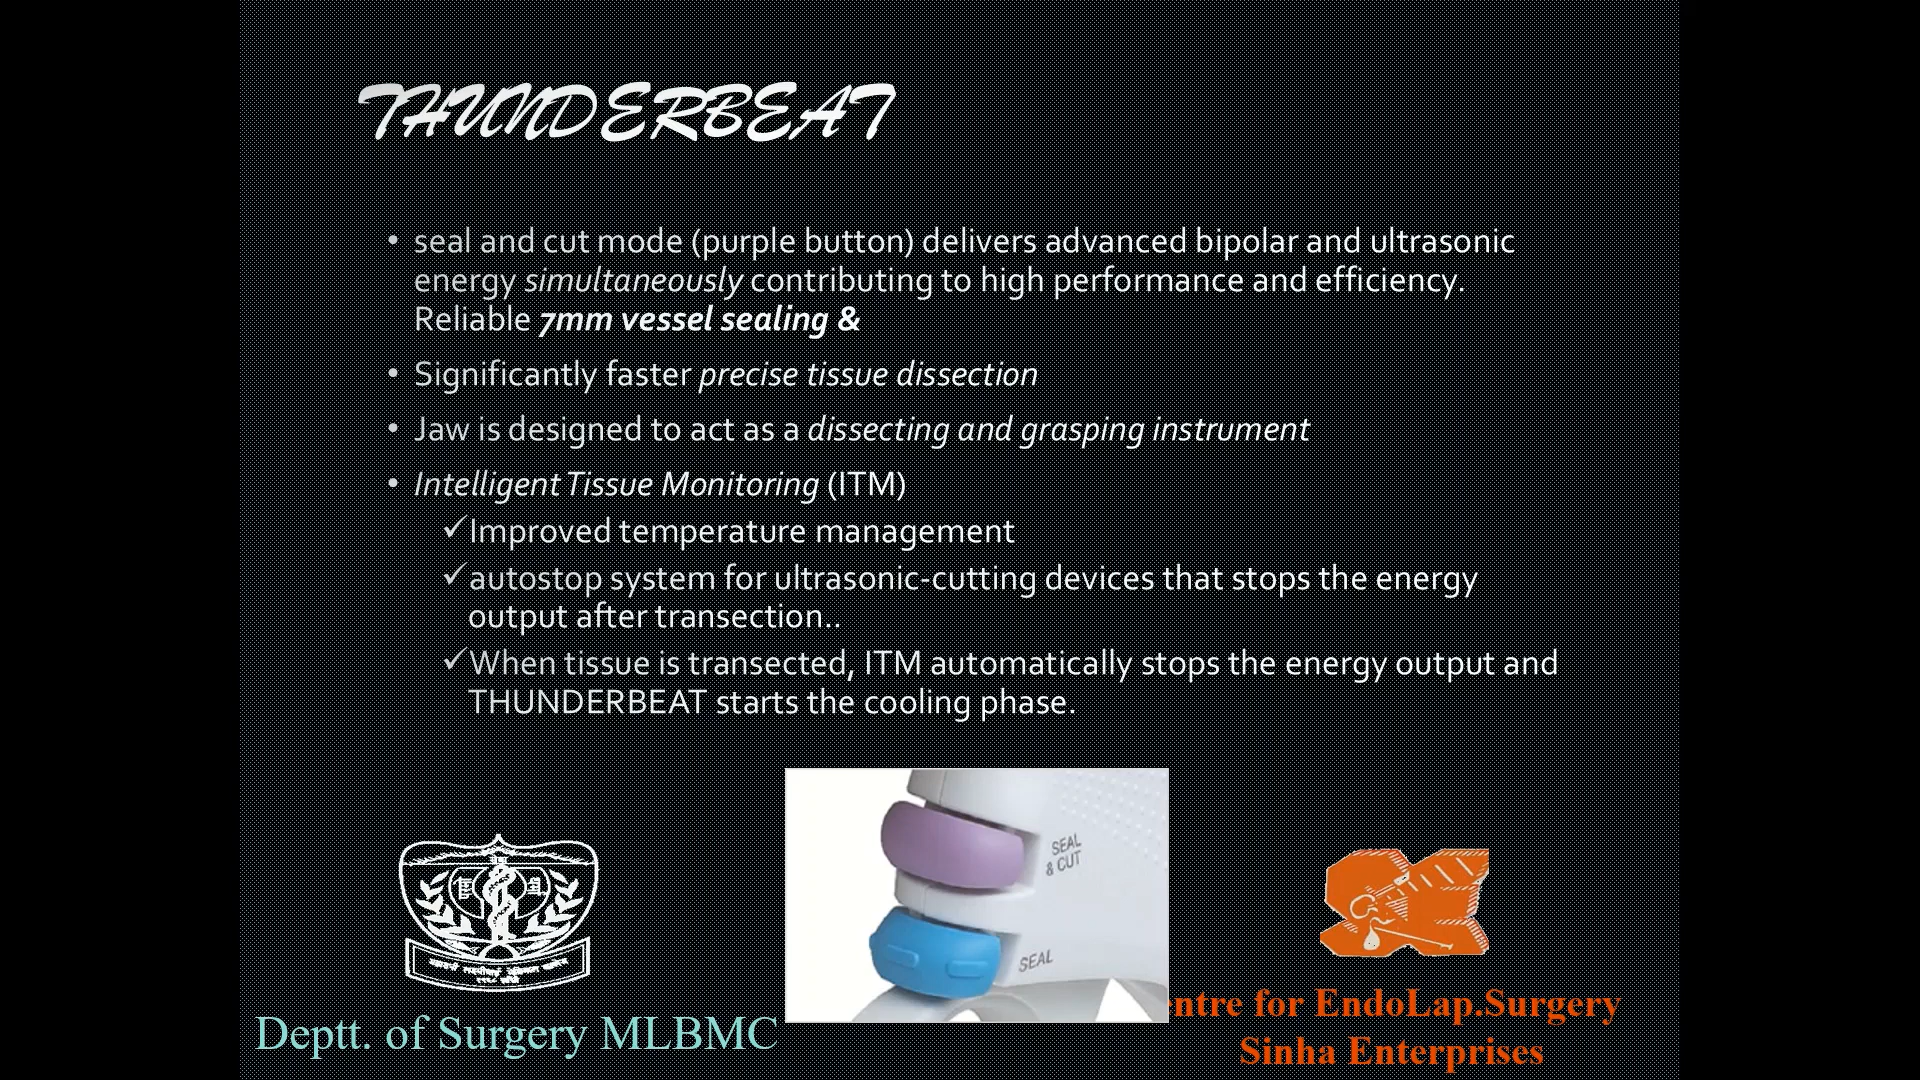 THUNDERBEAT
• seal and cut mode (purple button) delivers advanced bipolar and ultrasonic
energy simultaneously contributing to high performance and efficiency.
Reliable 7mm vessel sealing &
• Significantly faster precise tissue dissection
• Jaw is designed to act as a dissecting and grasping instrument
• Intelligent Tissue Monitoring (ITM)
✓Improved temperature management
✓autostop system for ultrasonic-cutting devices that stops the energy
output after transection..
✓When tissue is transected, ITM automatically stops the energy output and
THUNDERBEAT starts the cooling phase.
SEAL
& CUT
SEAL
Deptt. of Surgery MLBMC
entre for EndoLap.Surgery
Sinha Enterprises